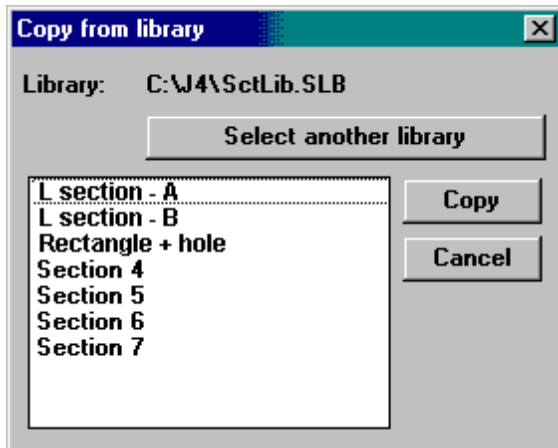 Copy from library
Library: C:\J4\SctLib.SLB
Select another library
L section - A
L section - B
Rectangle + hole
Section 4
Section 5
Section 6
Section 7
Copy
Cancel